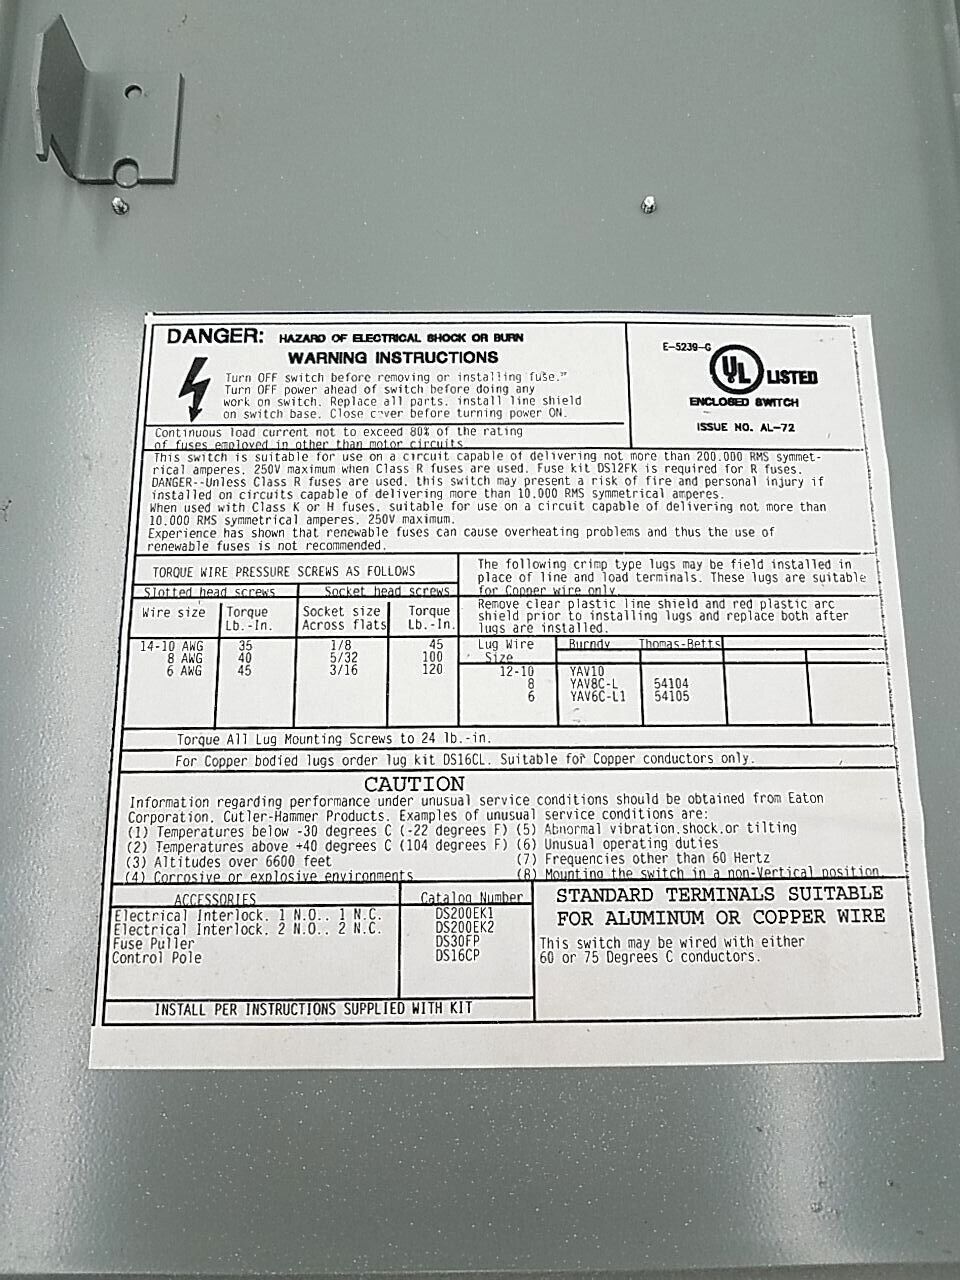 DANGER: HAZARD OF ELECTRICAL SHOCK OR BURN
WARNING INSTRUCTIONS
Turn OFF switch before removing or installing fuse."
Turn OFF power ahead of switch before doing any
work on switch. Replace all parts. install line shield
on switch base. Close cover before turning power ON.
E-5239-G
UL LISTED
ENCLOSED SWITCH
ISSUE NO. AL-72
Continuous load current not to exceed 80% of the rating
of fuses employed in other than motor circuits
This switch is suitable for use on a circuit capable of delivering not more than 200.000 RMS symmet-
rical amperes. 250V maximum when Class R fuses are used. Fuse kit DS12FK is required for R fuses.
DANGER--Unless Class R fuses are used. this switch may present a risk of fire and personal injury if
installed on circuits capable of delivering more than 10.000 RMS symmetrical amperes.
When used with Class K or H fuses. suitable for use on a circuit capable of delivering not more than
10.000 RMS symmetrical amperes. 250V maximum.
Experience has shown that renewable fuses can cause overheating problems and thus the use of
renewable fuses is not recommended.
TORQUE WIRE PRESSURE SCREWS AS FOLLOWS
Slotted head screws Socket head screws
Wire size Torque Lb.-In. Socket size Across flats Torque Lb.-In.
14-10 AWG 35 1/8 45
8 AWG 40 5/32 100
6 AWG 45 3/16 120
The following crimp type lugs may be field installed in
place of line and load terminals. These lugs are suitable
for Copper wire only.
Remove clear plastic line shield and red plastic arc
shield prior to installing lugs and replace both after
lugs are installed.
Lug Wire Size Burndy Thomas-Betts
12-10 YAV10
8 YAV8C-L 54104
6 YAV6C-L1 54105
Torque All Lug Mounting Screws to 24 lb.-in.
For Copper bodied lugs order lug kit DS16CL. Suitable for Copper conductors only.
CAUTION
Information regarding performance under unusual service conditions should be obtained from Eaton
Corporation. Cutler-Hammer Products. Examples of unusual service conditions are:
(1) Temperatures below -30 degrees C (-22 degrees F) (5) Abnormal vibration.shock.or tilting
(2) Temperatures above +40 degrees C (104 degrees F) (6) Unusual operating duties
(3) Altitudes over 6600 feet (7) Frequencies other than 60 Hertz
(4) Corrosive or explosive environments (8) Mounting the switch in a non-Vertical position
ACCESSORIES Catalog Number
Electrical Interlock. 1 N.O.. 1 N.C. DS200EK1
Electrical Interlock. 2 N.O.. 2 N.C. DS200EK2
Fuse Puller DS30FP
Control Pole DS16CP
INSTALL PER INSTRUCTIONS SUPPLIED WITH KIT
STANDARD TERMINALS SUITABLE
FOR ALUMINUM OR COPPER WIRE
This switch may be wired with either
60 or 75 Degrees C conductors.